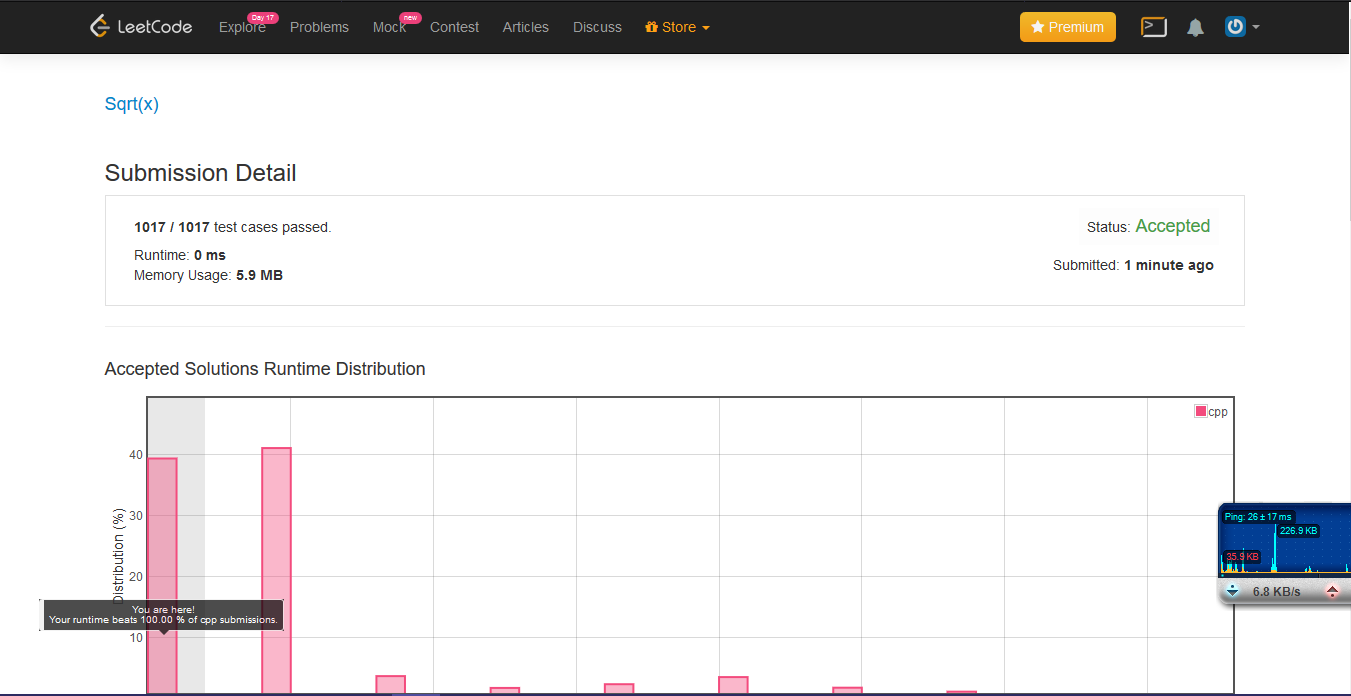 LeetCode Explore Day 17 Problems Mock new Contest Articles Discuss Store Premium
Sqrt(x)
Submission Detail
1017 / 1017 test cases passed.
Status: Accepted
Runtime: 0 ms
Memory Usage: 5.9 MB
Submitted: 1 minute ago
Accepted Solutions Runtime Distribution
cpp
40
30
20
10
Distribution (%)
You are here!
Your runtime beats 100.00 % of cpp submissions.
Ping: 26 ± 17 ms
226.9 KB
35.9 KB
6.8 KB/s